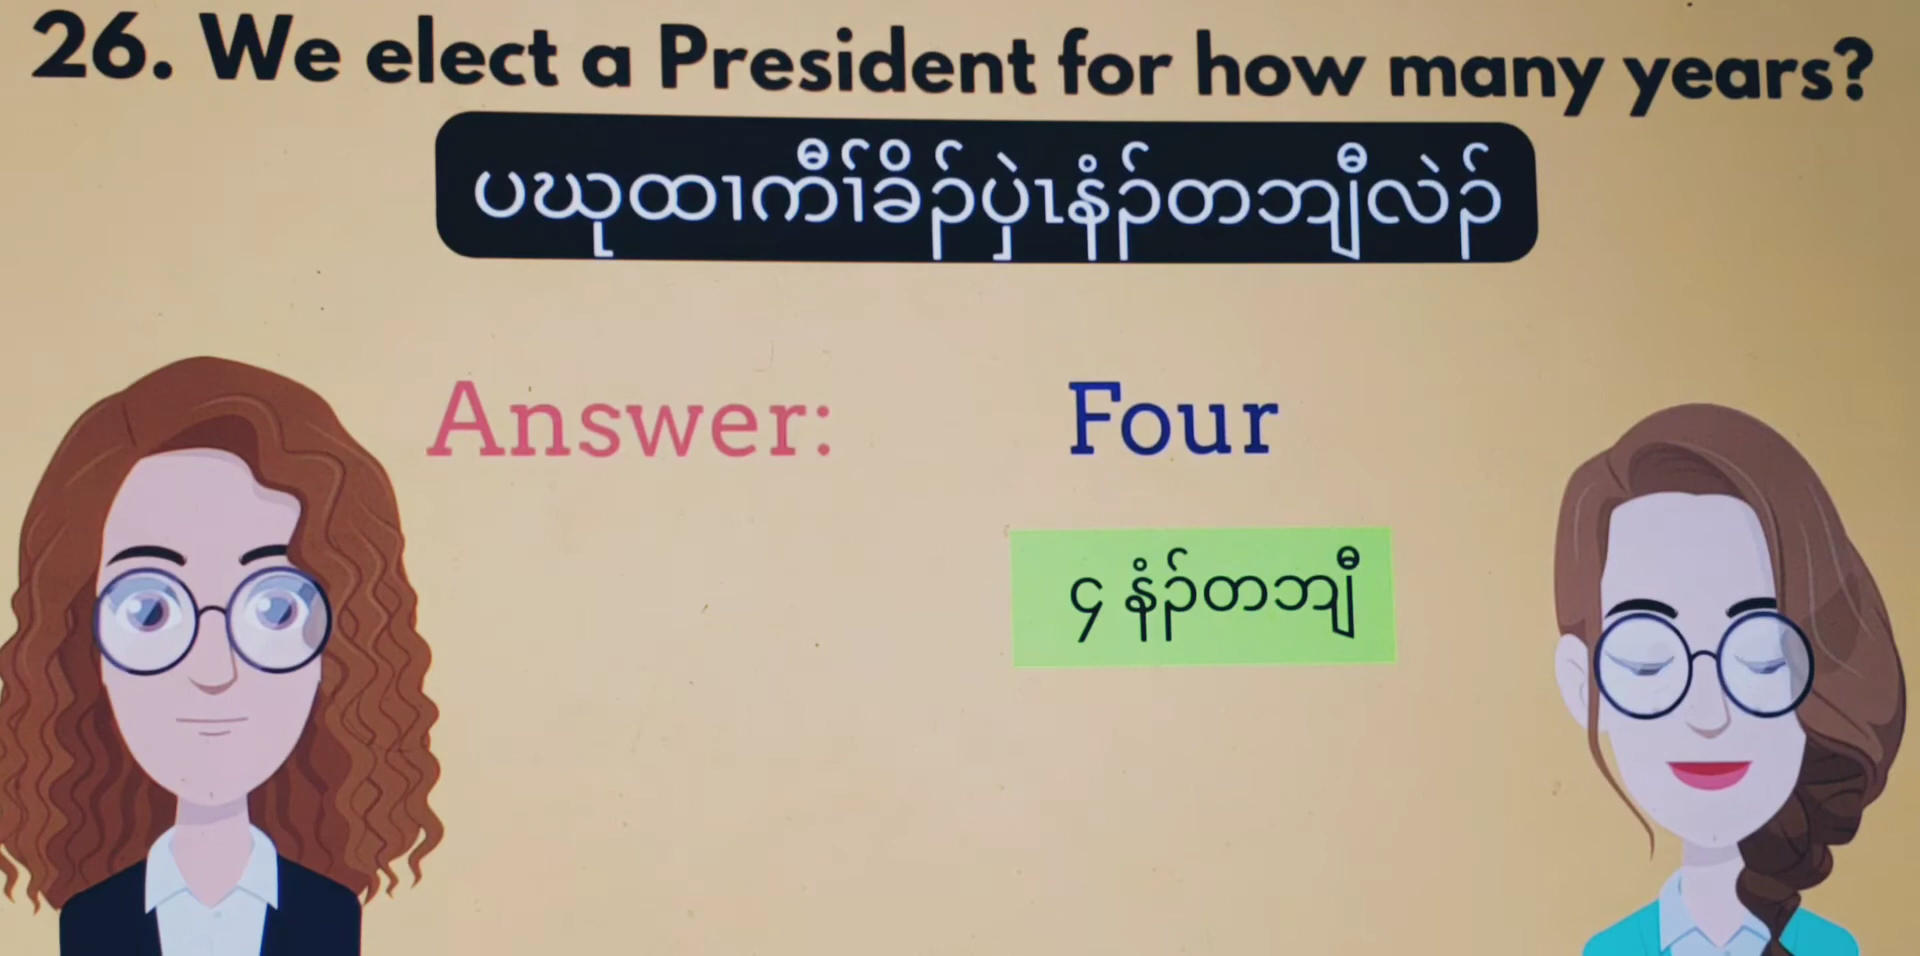 26. We elect a President for how many years?
ပဃုထၢကီၢ်ခိၣ်ပှဲၤနံၣ်တဘျီလဲၣ်
Answer: Four
၄ နံၣ်တဘျီ